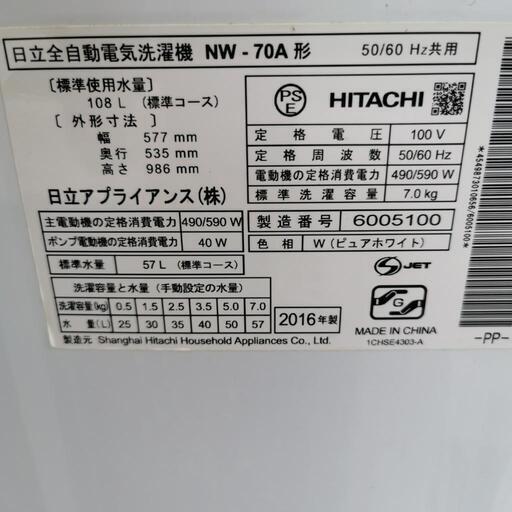 日立全自動電気洗濯機 NW-70A形 50/60 Hz共用
〔標準使用水量〕
108 L (標準コース)
〔外形寸法〕
幅 577 mm
奥行 535 mm
高さ 986 mm
日立アプライアンス(株)
PSE HITACHI
定格電圧 100 V
定格周波数 50/60 Hz
電動機の定格消費電力 490/590 W
標準洗濯容量 7.0 kg
主電動機の定格消費電力 490/590 W
ポンプ電動機の定格消費電力 40 W
製造番号 6005100
色相 W (ピュアホワイト)
標準水量 57 L (標準コース)
洗濯容量と水量 (手動設定の水量)
洗濯容量(kg) 0.5 1.5 2.5 3.5 5.0 7.0
水量(L) 25 30 35 40 50 57
2016年製
製造元 Shanghai Hitachi Household Appliances Co., Ltd.
S-JET
G
MADE IN CHINA
1CHSE4303-A
*4549873010656/6005100*
-PP-